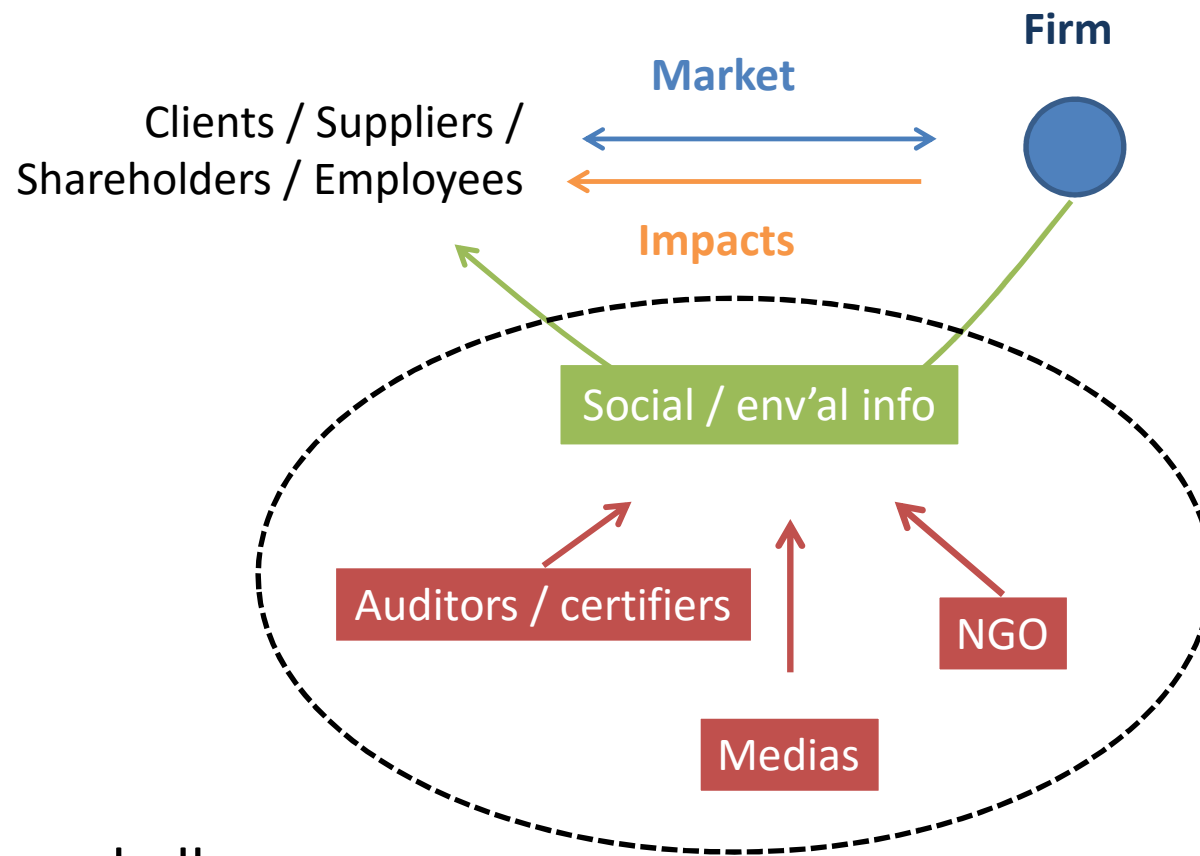 Firm
Market
Clients / Suppliers /
Shareholders / Employees
Impacts
Social / env’al info
Auditors / certifiers
NGO
Medias